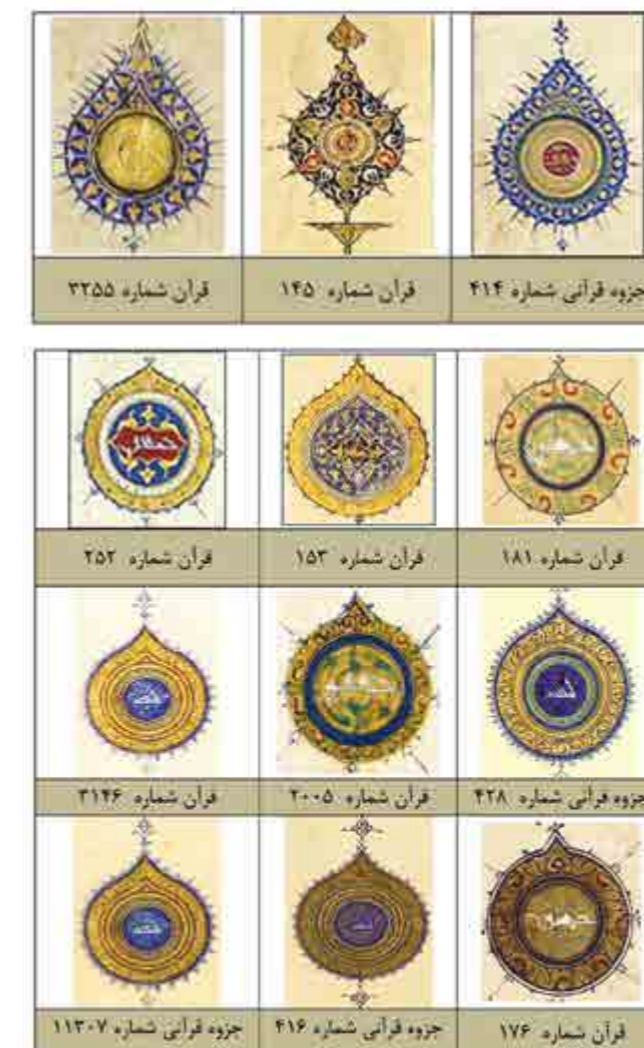 جزوه قرآنی شماره ۴۱۴
قرآن شماره ۱۴۵
قرآن شماره ۳۲۵۵
قرآن شماره ۱۸۱
قرآن شماره ۱۵۳
قرآن شماره ۲۵۲
جزوه قرآنی شماره ۴۲۸
قرآن شماره ۲۰۰۵
قرآن شماره ۳۱۴۶
قرآن شماره ۱۷۶
جزوه قرآنی شماره ۴۱۶
جزوه قرآنی شماره ۱۱۳۰۷